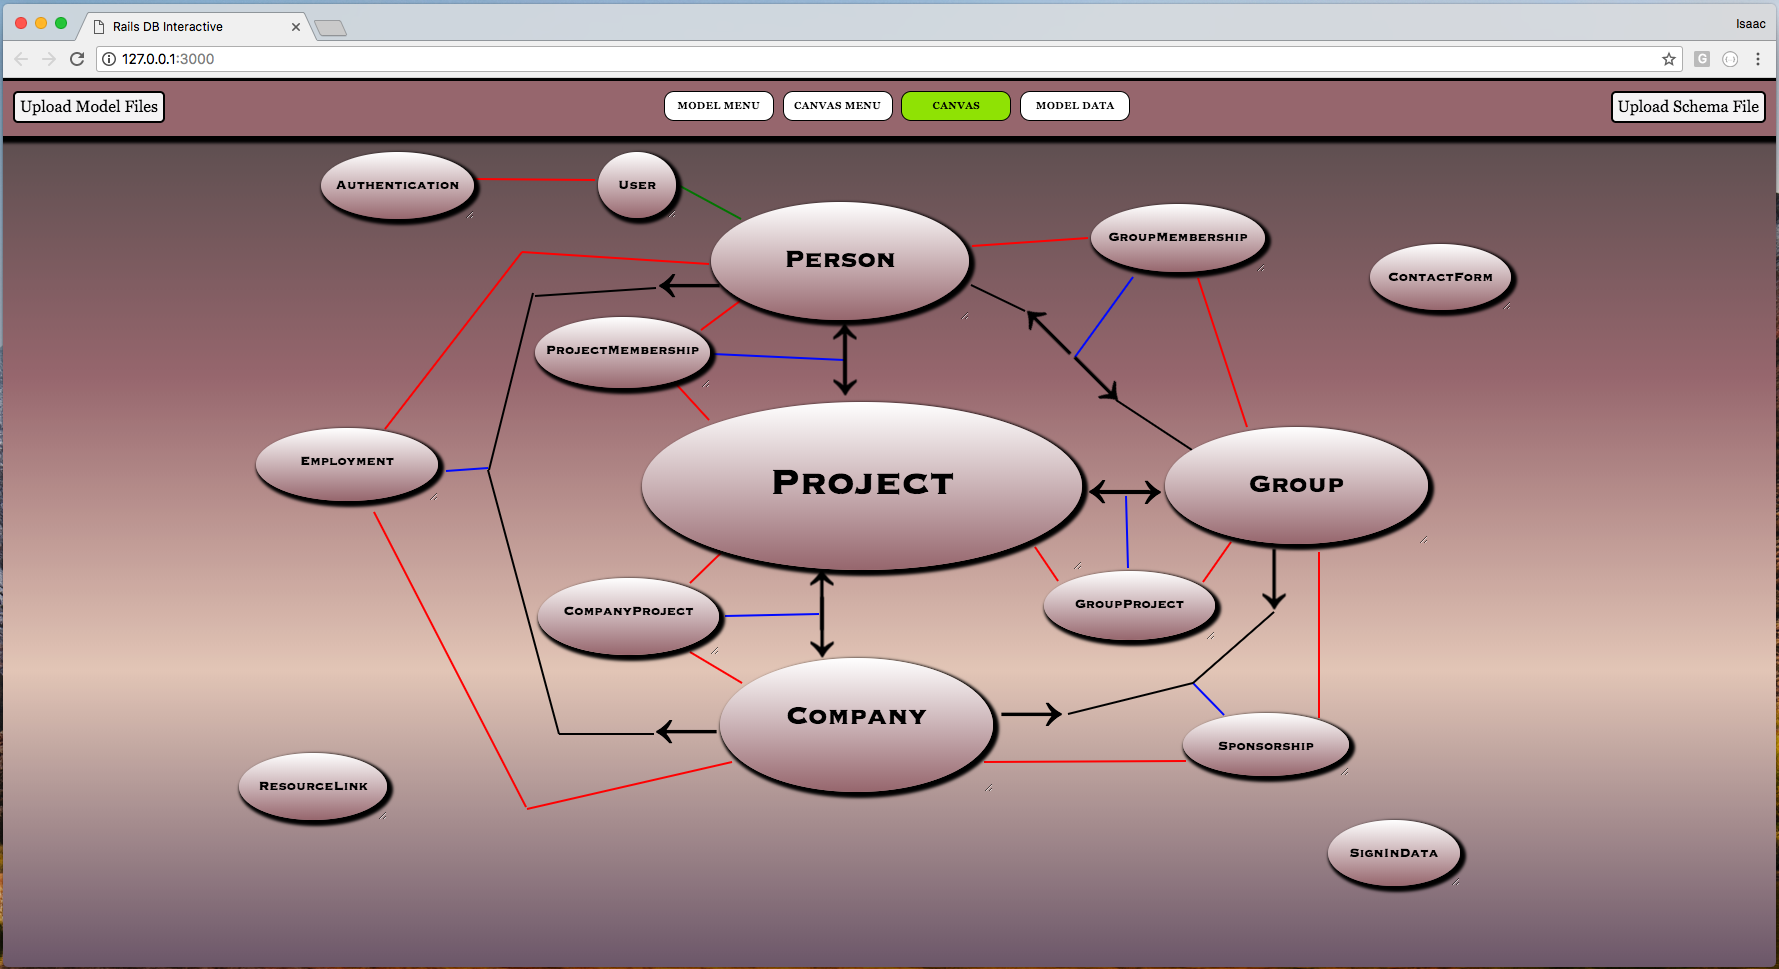 Rails DB Interactive
Isaac
127.0.0.1:3000
G
Upload Model Files
MODEL MENU
CANVAS MENU
CANVAS
MODEL DATA
Upload Schema File
AUTHENTICATION
USER
PERSON
GROUPMEMBERSHIP
CONTACTFORM
PROJECTMEMBERSHIP
EMPLOYMENT
PROJECT
GROUP
COMPANYPROJECT
GROUPPROJECT
COMPANY
SPONSORSHIP
RESOURCELINK
SIGNINDATA